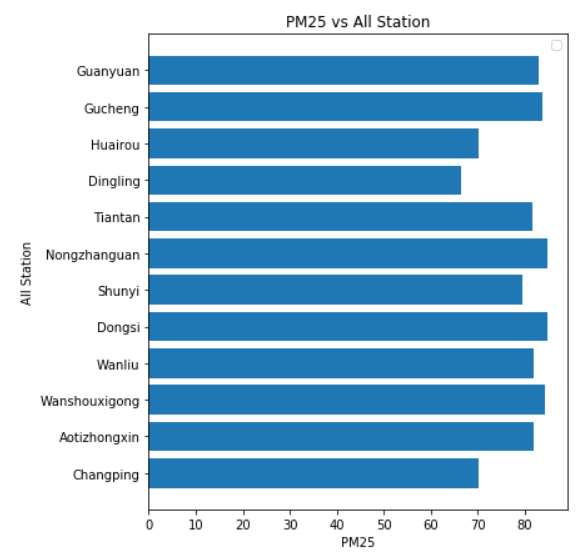 PM25 vs All Station
Guanyuan
Gucheng
Huairou
Dingling
Tiantan
Nongzhanguan
Shunyi
Dongsi
Wanliu
Wanshouxigong
Aotizhongxin
Changping
All Station
0 10 20 30 40 50 60 70 80
PM25